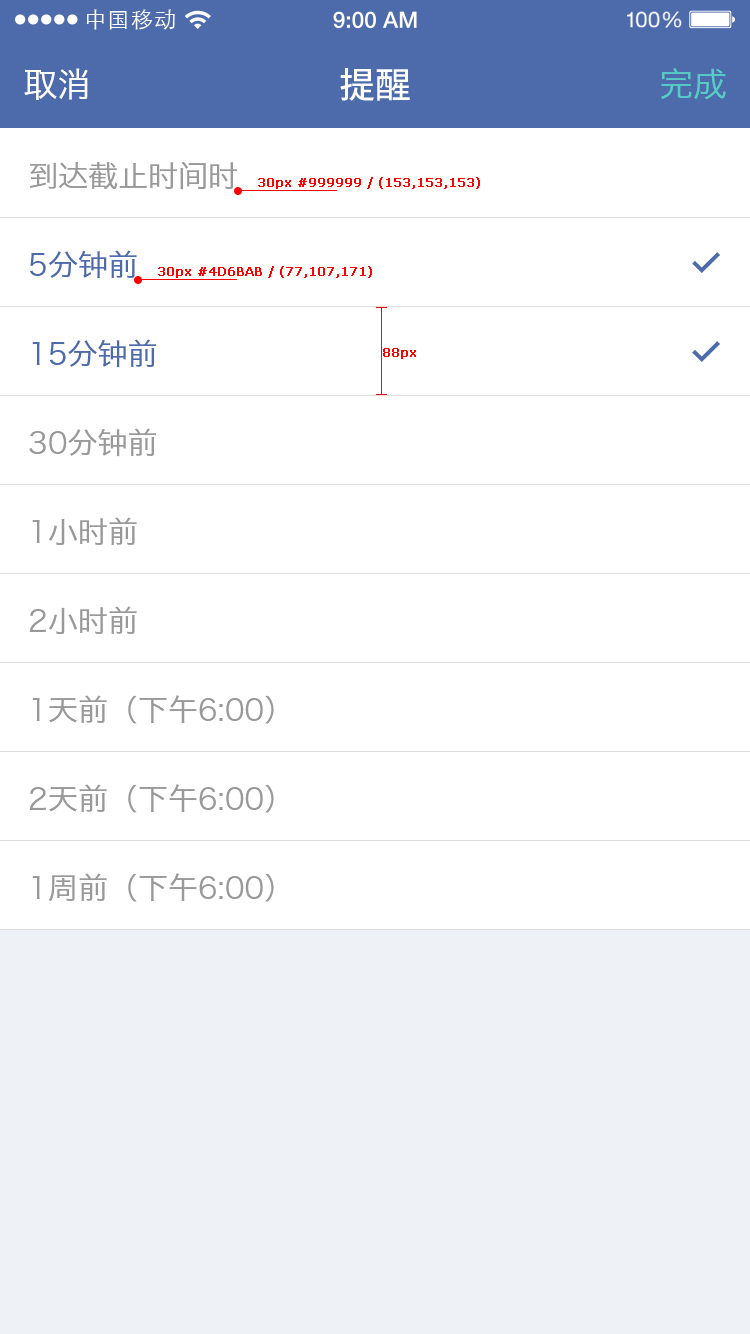 中国移动 9:00 AM 100%
取消 提醒 完成
到达截止时间时 30px #999999 / (153,153,153)
5分钟前 30px #4D6BAB / (77,107,171)
15分钟前 88px
30分钟前
1小时前
2小时前
1天前（下午6:00）
2天前（下午6:00）
1周前（下午6:00）